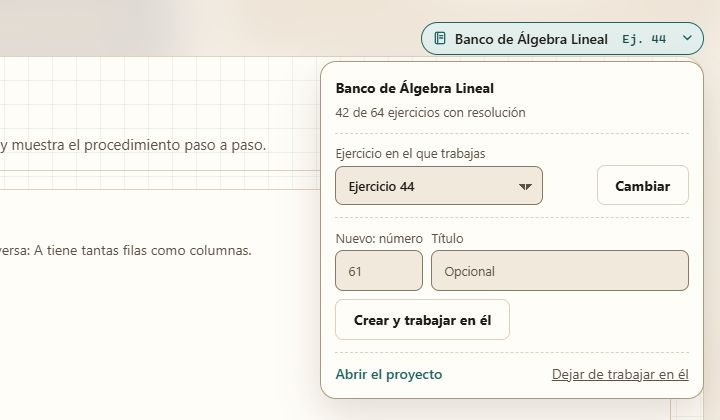 Banco de Álgebra Lineal Ej. 44
Banco de Álgebra Lineal
42 de 64 ejercicios con resolución
y muestra el procedimiento paso a paso.
Ejercicio en el que trabajas
Ejercicio 44
Cambiar
Nuevo: número Título
61 Opcional
Crear y trabajar en él
Abrir el proyecto Dejar de trabajar en él
A tiene tantas filas como columnas.